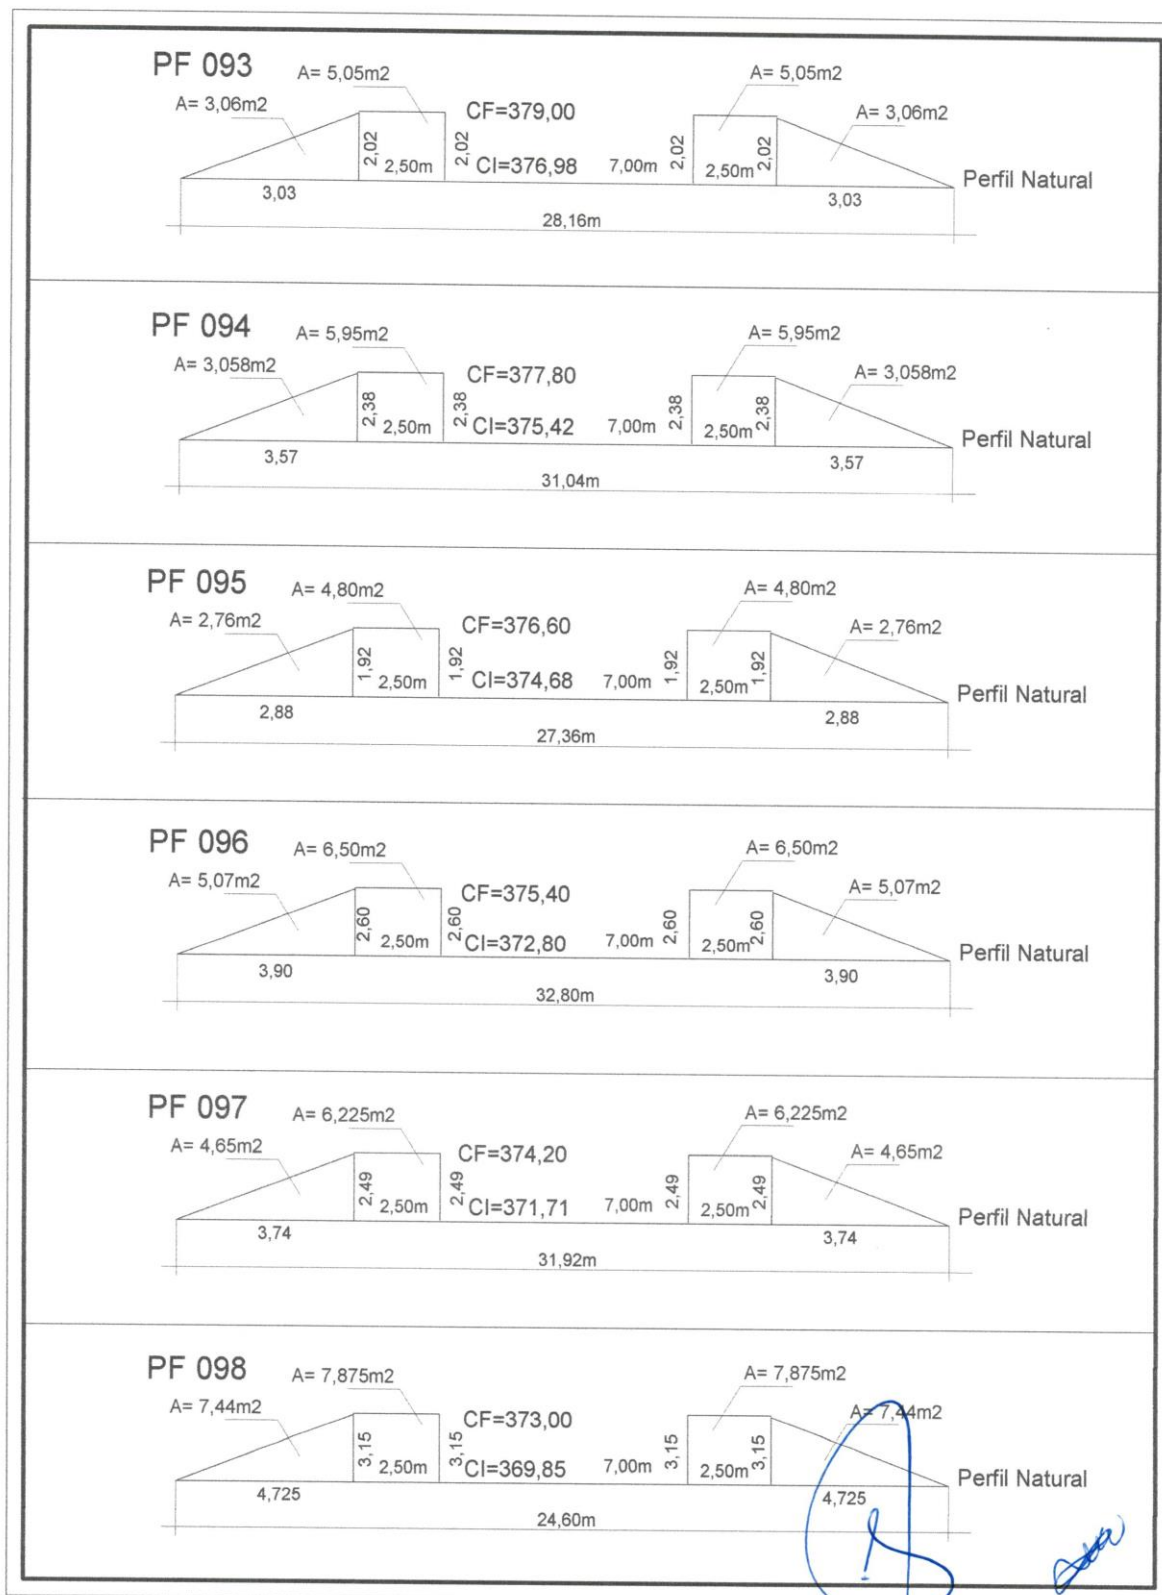 PF 093
A= 5,05m2
A= 5,05m2
A= 3,06m2
CF=379,00
A= 3,06m2
2,02
2,50m
2,02
CI=376,98
7,00m
2,02
2,50m
2,02
Perfil Natural
3,03
3,03
28,16m
PF 094
A= 5,95m2
A= 5,95m2
A= 3,058m2
CF=377,80
A= 3,058m2
2,38
2,50m
2,38
CI=375,42
7,00m
2,38
2,50m
2,38
Perfil Natural
3,57
3,57
31,04m
PF 095
A= 4,80m2
A= 4,80m2
A= 2,76m2
CF=376,60
A= 2,76m2
1,92
2,50m
1,92
CI=374,68
7,00m
1,92
2,50m
1,92
Perfil Natural
2,88
2,88
27,36m
PF 096
A= 6,50m2
A= 6,50m2
A= 5,07m2
CF=375,40
A= 5,07m2
2,60
2,50m
2,60
CI=372,80
7,00m
2,60
2,50m
2,60
Perfil Natural
3,90
3,90
32,80m
PF 097
A= 6,225m2
A= 6,225m2
A= 4,65m2
CF=374,20
A= 4,65m2
2,49
2,50m
2,49
CI=371,71
7,00m
2,49
2,50m
2,49
Perfil Natural
3,74
3,74
31,92m
PF 098
A= 7,875m2
A= 7,875m2
A= 7,44m2
CF=373,00
A= 7,44m2
3,15
2,50m
3,15
CI=369,85
7,00m
3,15
2,50m
3,15
Perfil Natural
4,725
4,725
24,60m